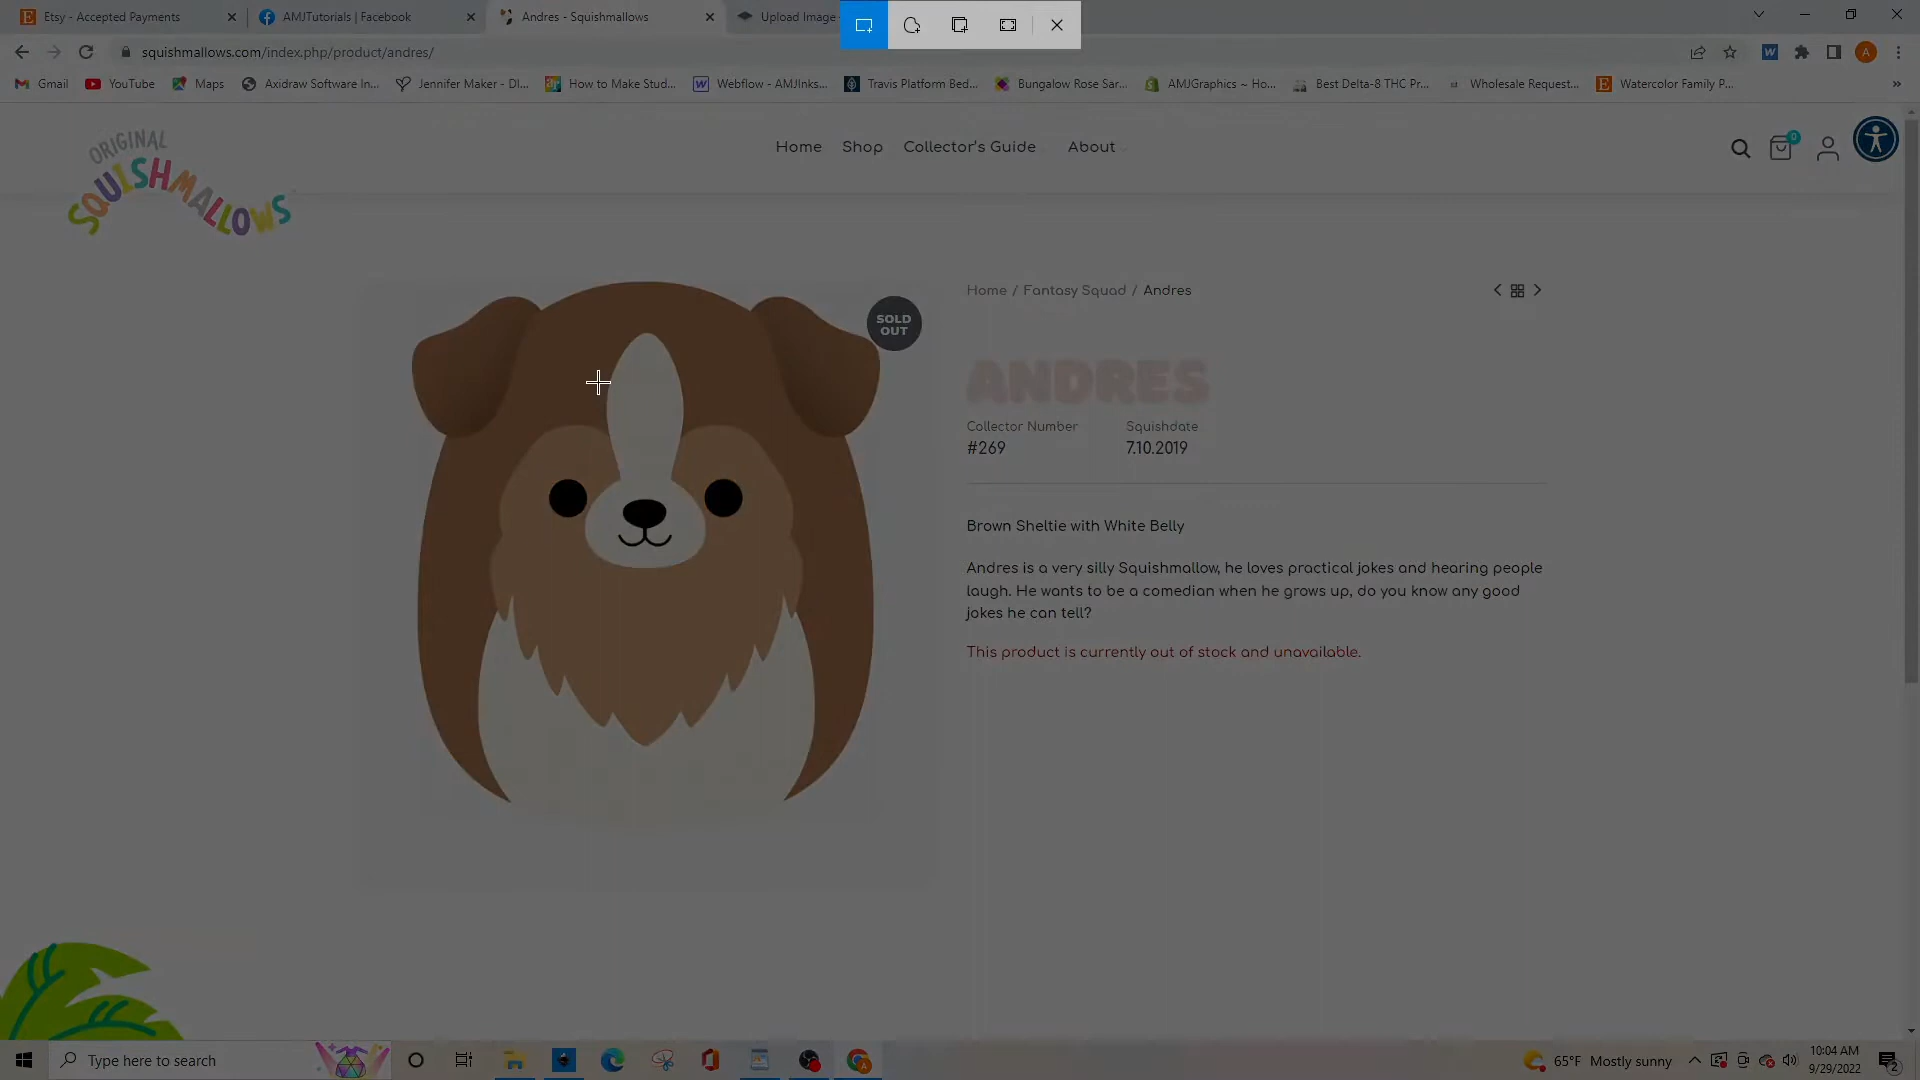 Etsy - Accepted Payments
AMJTutorials | Facebook
Andres - Squishmallows
Upload Image
squishmallows.com/index.php/product/andres/
A
Gmail
YouTube
Maps
Axidraw Software In...
Jennifer Maker - DI...
How to Make Stud...
Webflow - AMJInks...
Travis Platform Bed...
Bungalow Rose Sar...
AMJGraphics ~ Ho...
Best Delta-8 THC Pr...
Wholesale Request...
Watercolor Family P...
ORIGINAL
SQUISHMALLOWS
Home
Shop
Collector's Guide
About
0
SOLD
OUT
Home / Fantasy Squad / Andres
ANDRES
Collector Number
Squishdate
#269
7.10.2019
Brown Sheltie with White Belly
Andres is a very silly Squishmallow, he loves practical jokes and hearing people
laugh. He wants to be a comedian when he grows up, do you know any good
jokes he can tell?
This product is currently out of stock and unavailable.
Type here to search
65°F Mostly sunny
10:04 AM
9/29/2022
2